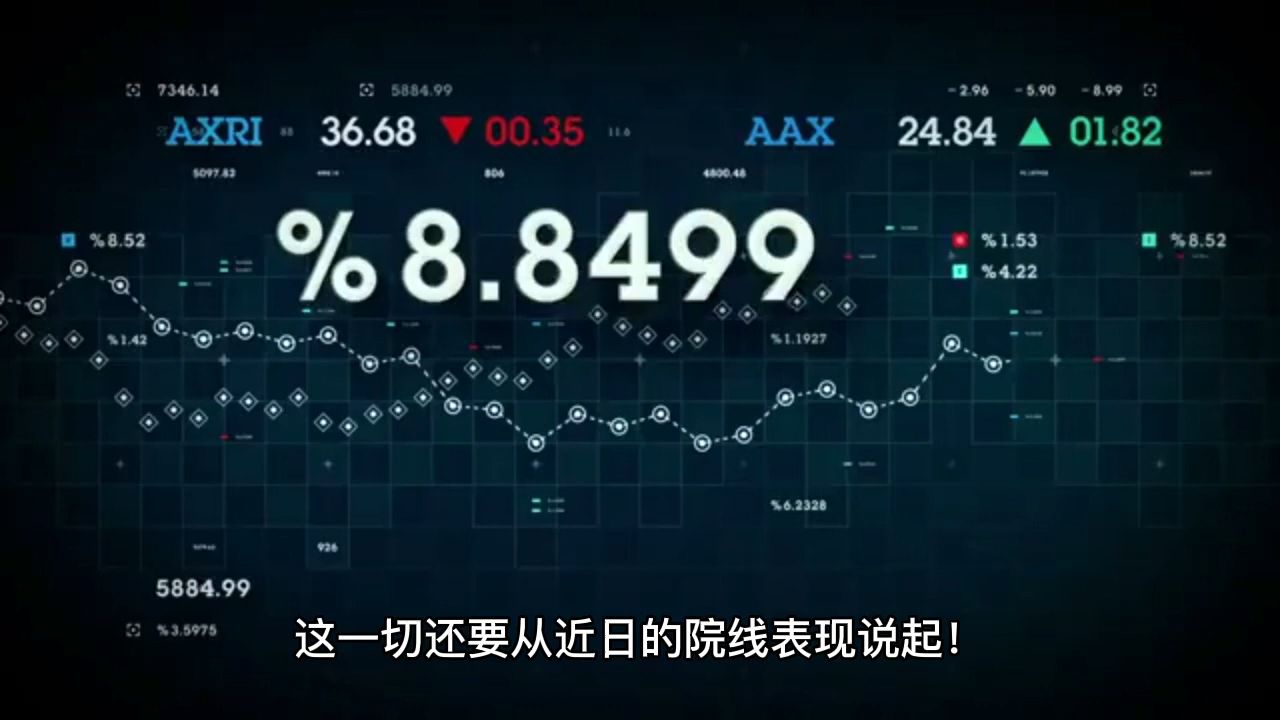 7346.14 5884.99 -2.96 -5.90 -8.99
AXRI 88 36.68 ▼ 00.35 11.6 AAX 24.84 ▲ 01.82
5097.83 806 4800.48
%8.8499
%8.52 %1.53 %8.52
%4.22
%1.42 %1.1927
%6.2328
926
5884.99
%3.5975
这一切还要从近日的院线表现说起！